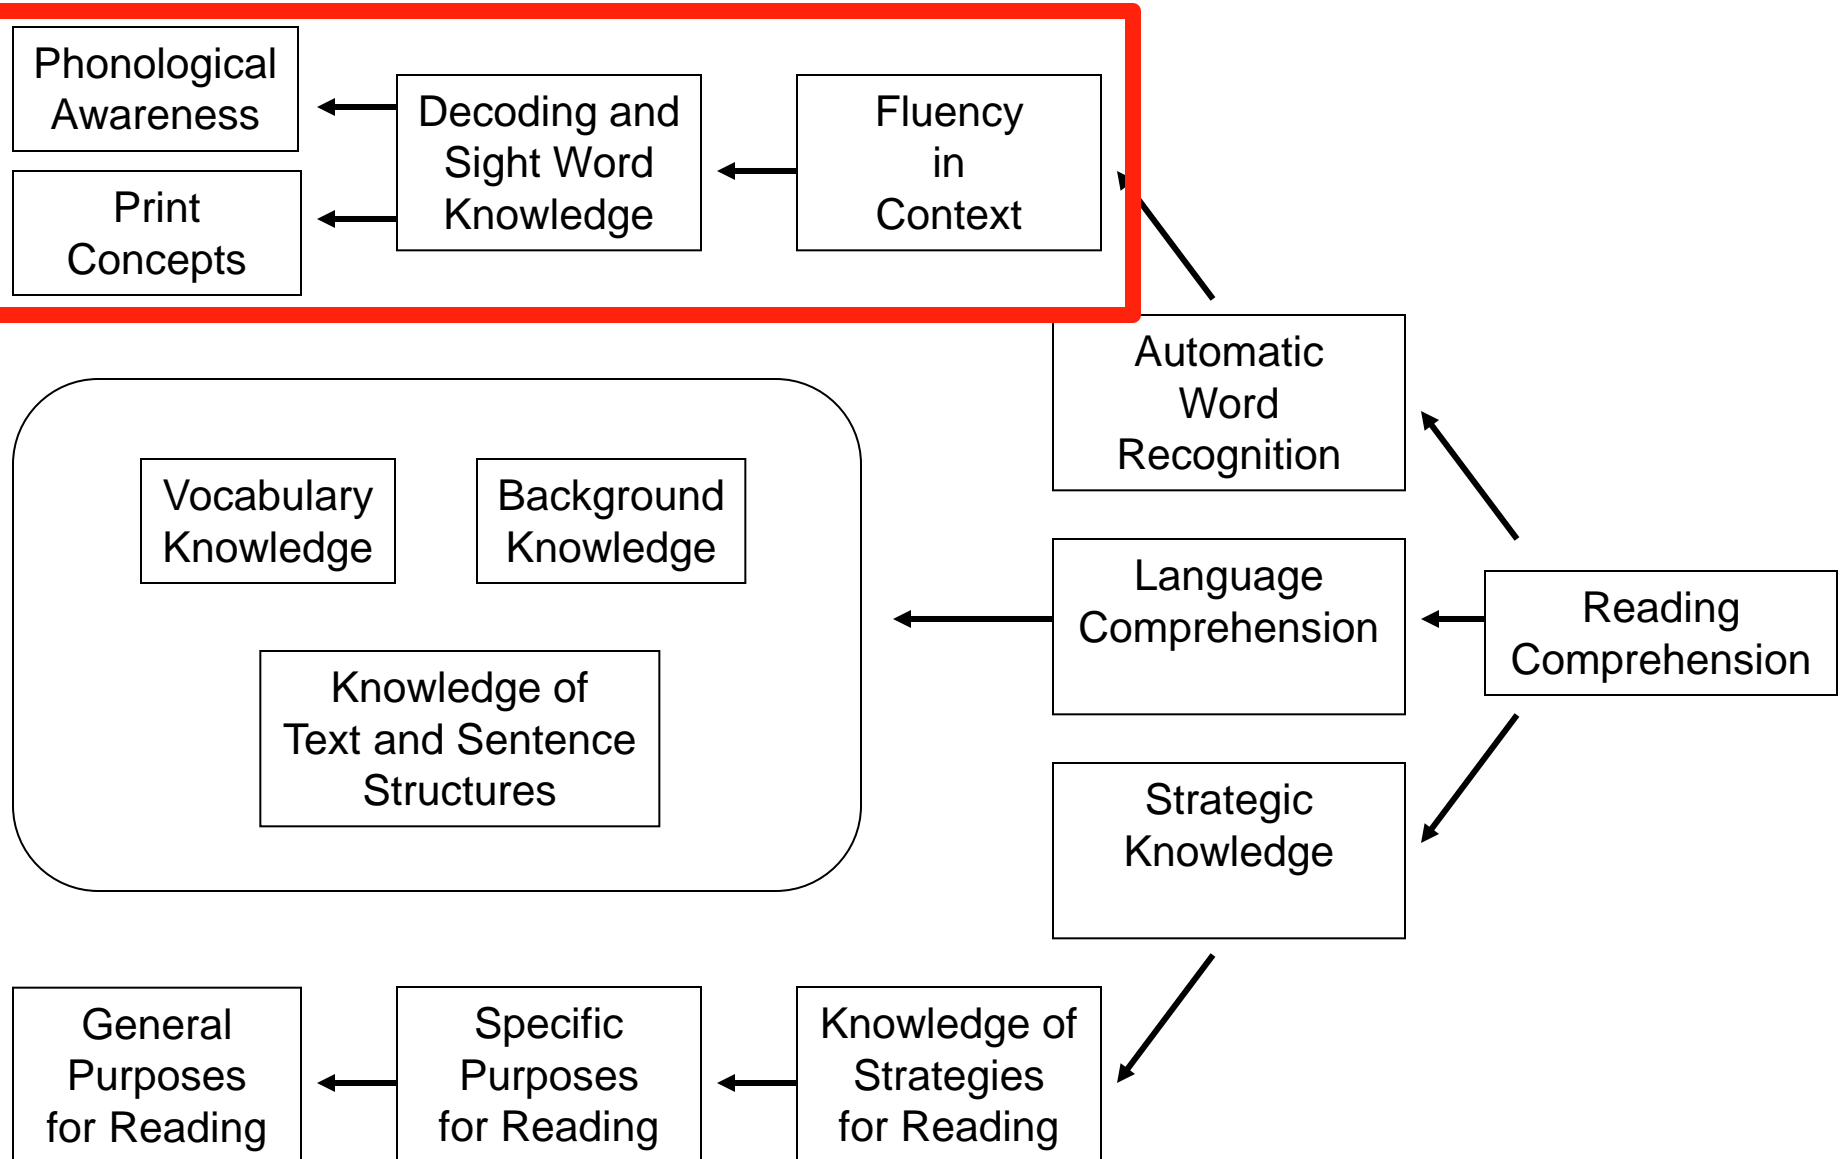 Phonological
Awareness
Print
Concepts
Decoding and
Sight Word
Knowledge
Fluency
in
Context
Automatic
Word
Recognition
Vocabulary
Knowledge
Background
Knowledge
Knowledge of
Text and Sentence
Structures
Language
Comprehension
Reading
Comprehension
Strategic
Knowledge
General
Purposes
for Reading
Specific
Purposes
for Reading
Knowledge of
Strategies
for Reading